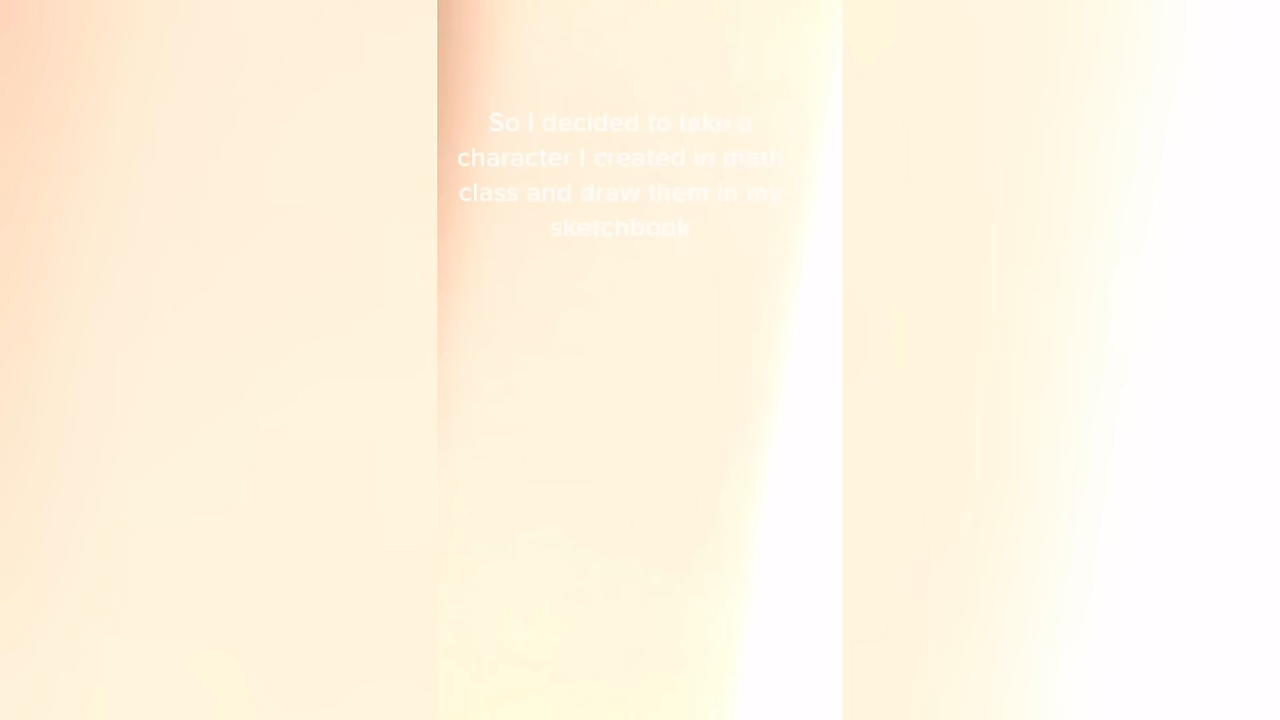 So I decided to take a
character I created in math
class and draw them in my
sketchbook